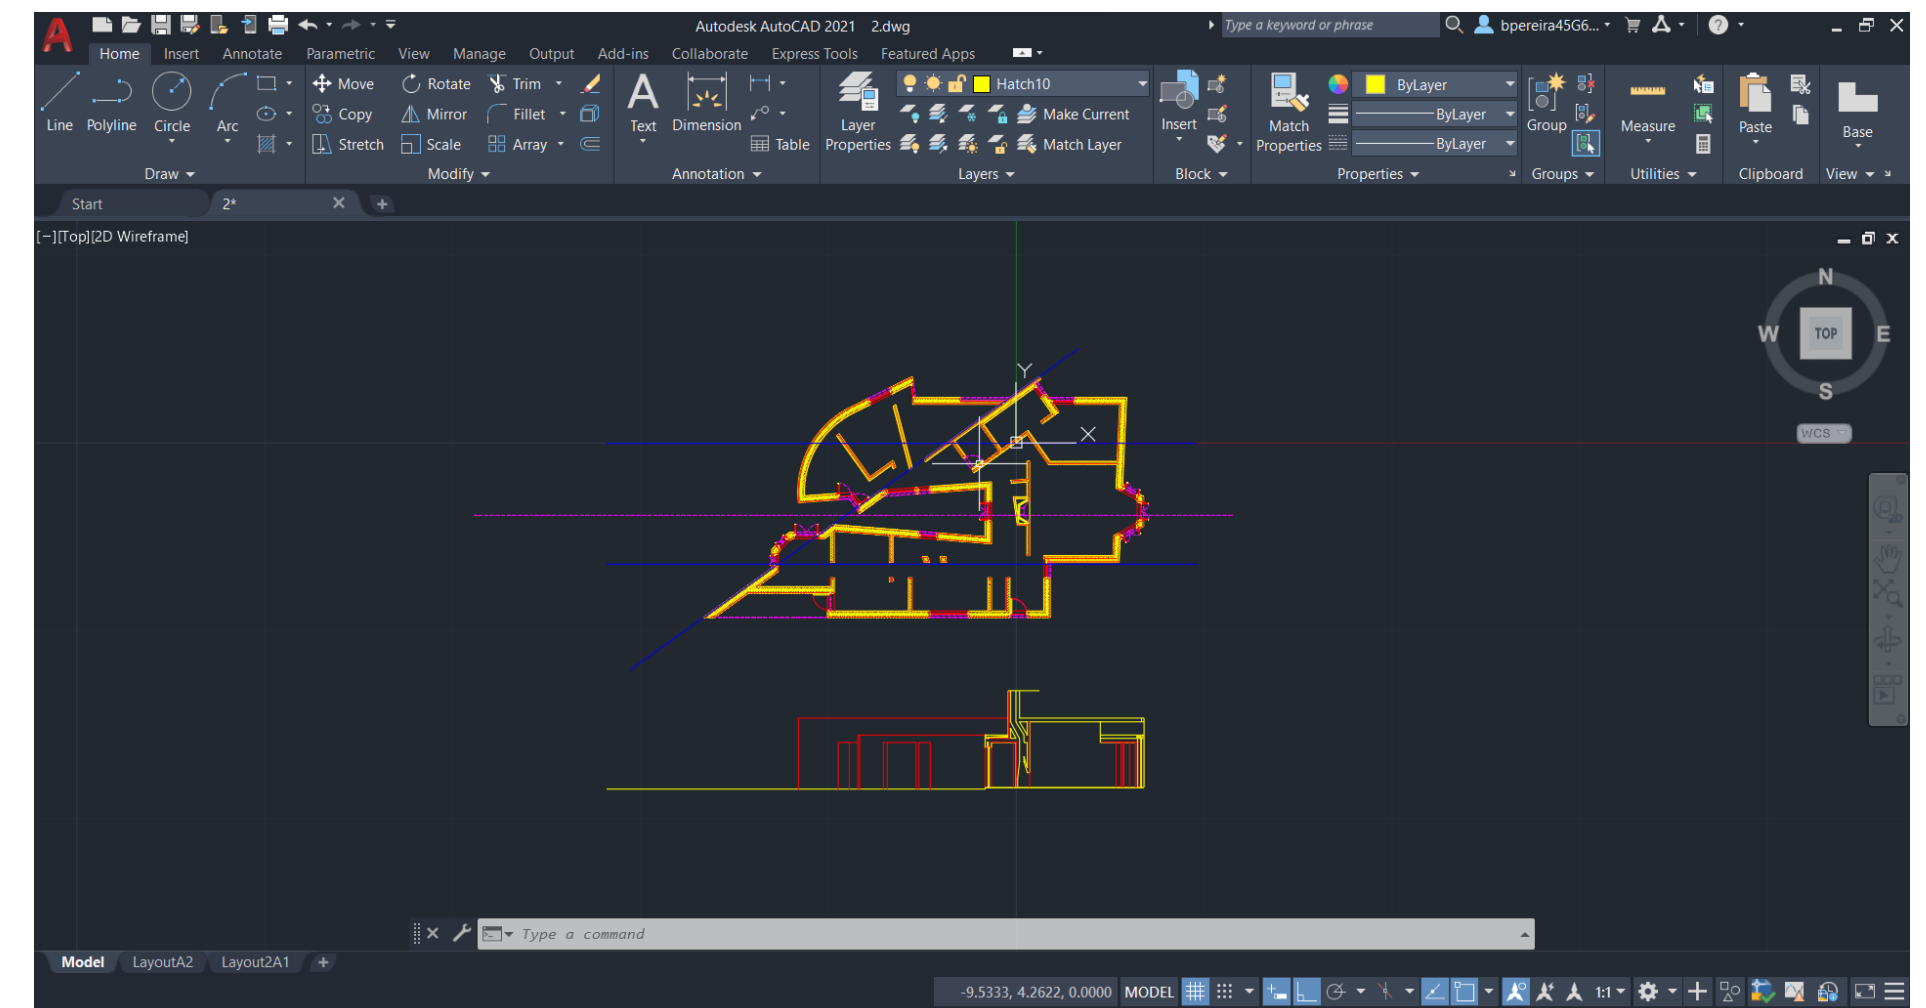 Autodesk AutoCAD 2021 2.dwg
Type a keyword or phrase
bpereira45G6...
Home Insert Annotate Parametric View Manage Output Add-ins Collaborate Express Tools Featured Apps
Line Polyline Circle Arc
Draw
Move Rotate Trim
Copy Mirror Fillet
Stretch Scale Array
Modify
Text Dimension Table
Annotation
Layer Properties
Hatch10
Make Current
Match Layer
Layers
Insert
Block
Match Properties
ByLayer
ByLayer
ByLayer
Properties
Group
Groups
Measure
Utilities
Paste
Clipboard
Base
View
Start 2*
[−][Top][2D Wireframe]
N
W TOP E
S
WCS
Y
X
Type a command
Model LayoutA2 Layout2A1
-9.5333, 4.2622, 0.0000 MODEL 1:1